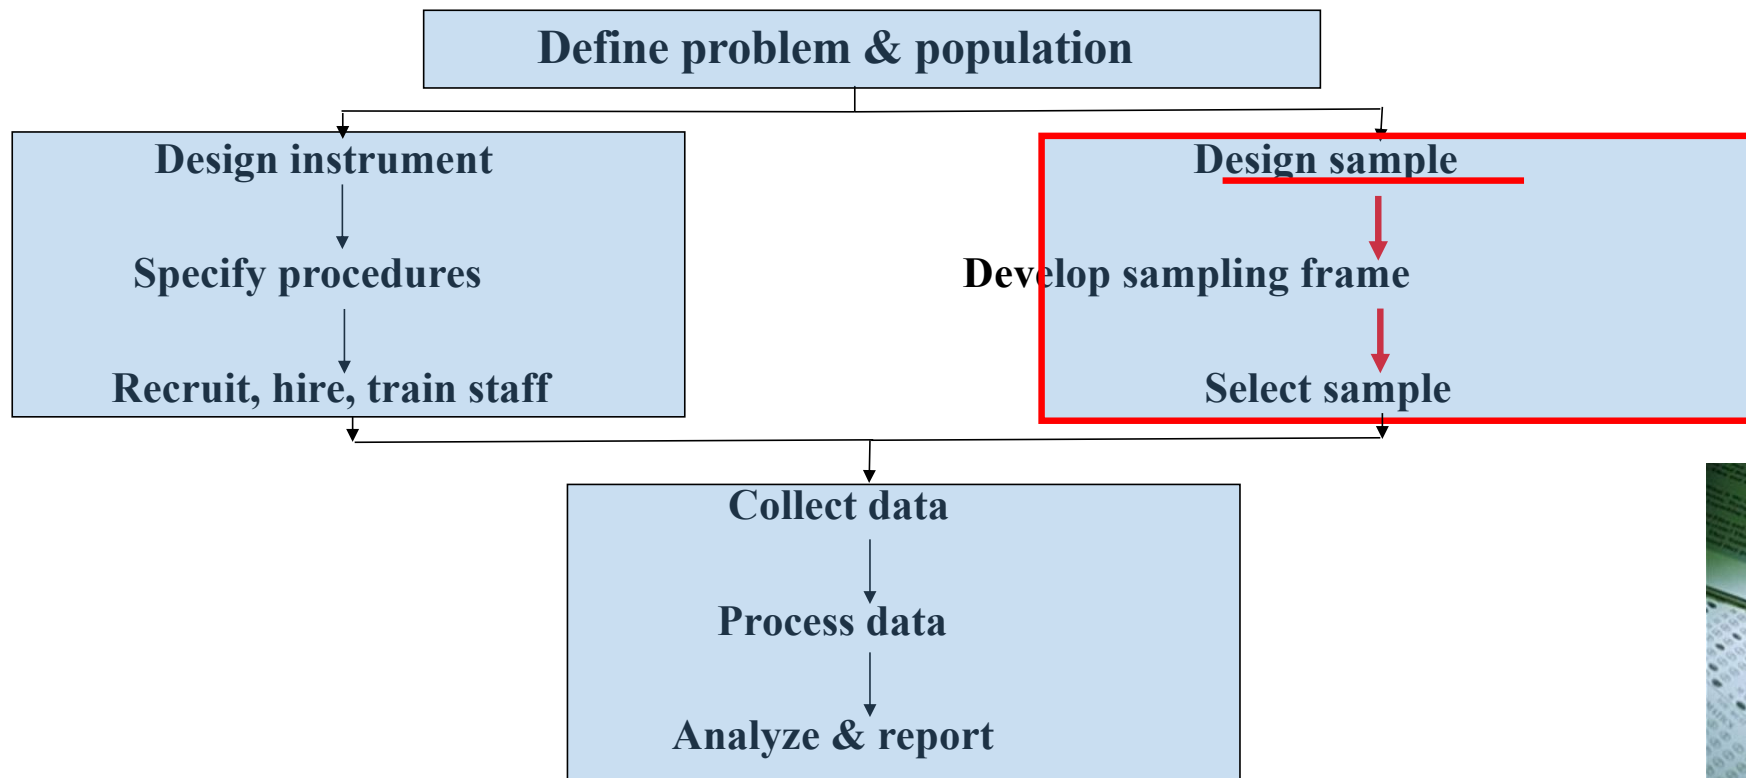 Define problem & population
Design instrument
Specify procedures
Recruit, hire, train staff
Design sample
Develop sampling frame
Select sample
Collect data
Process data
Analyze & report